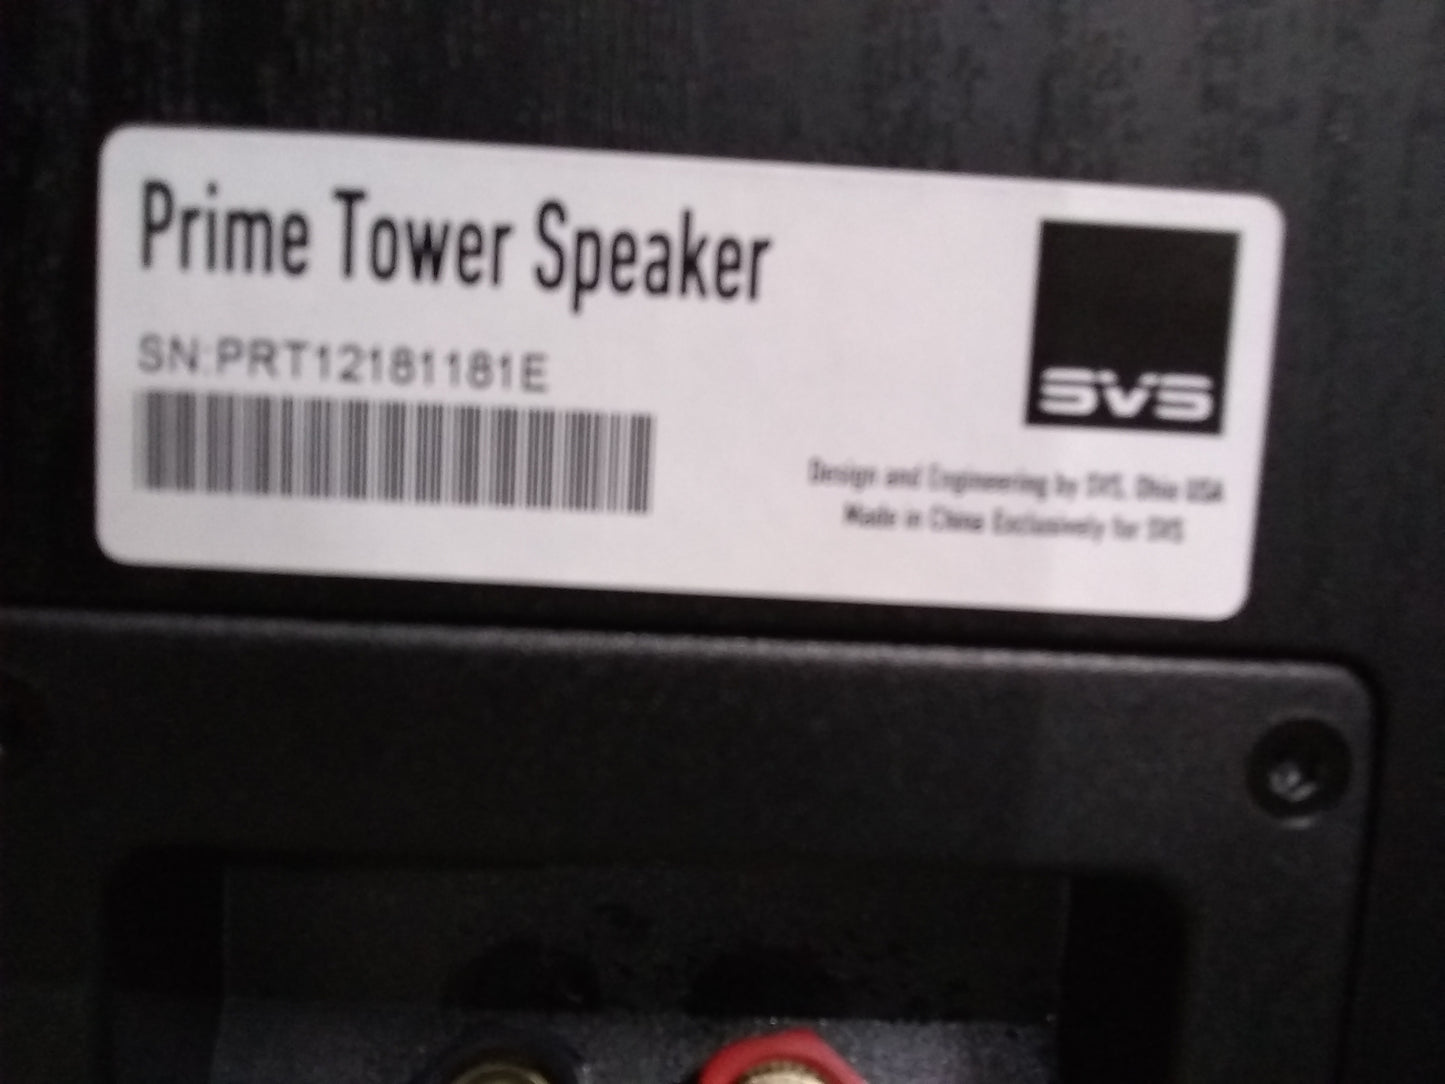 Prime Tower Speaker
SN:PRT12181181E
SVS
Design and Engineering by SVS, Ohio USA
Made in China Exclusively for SVS